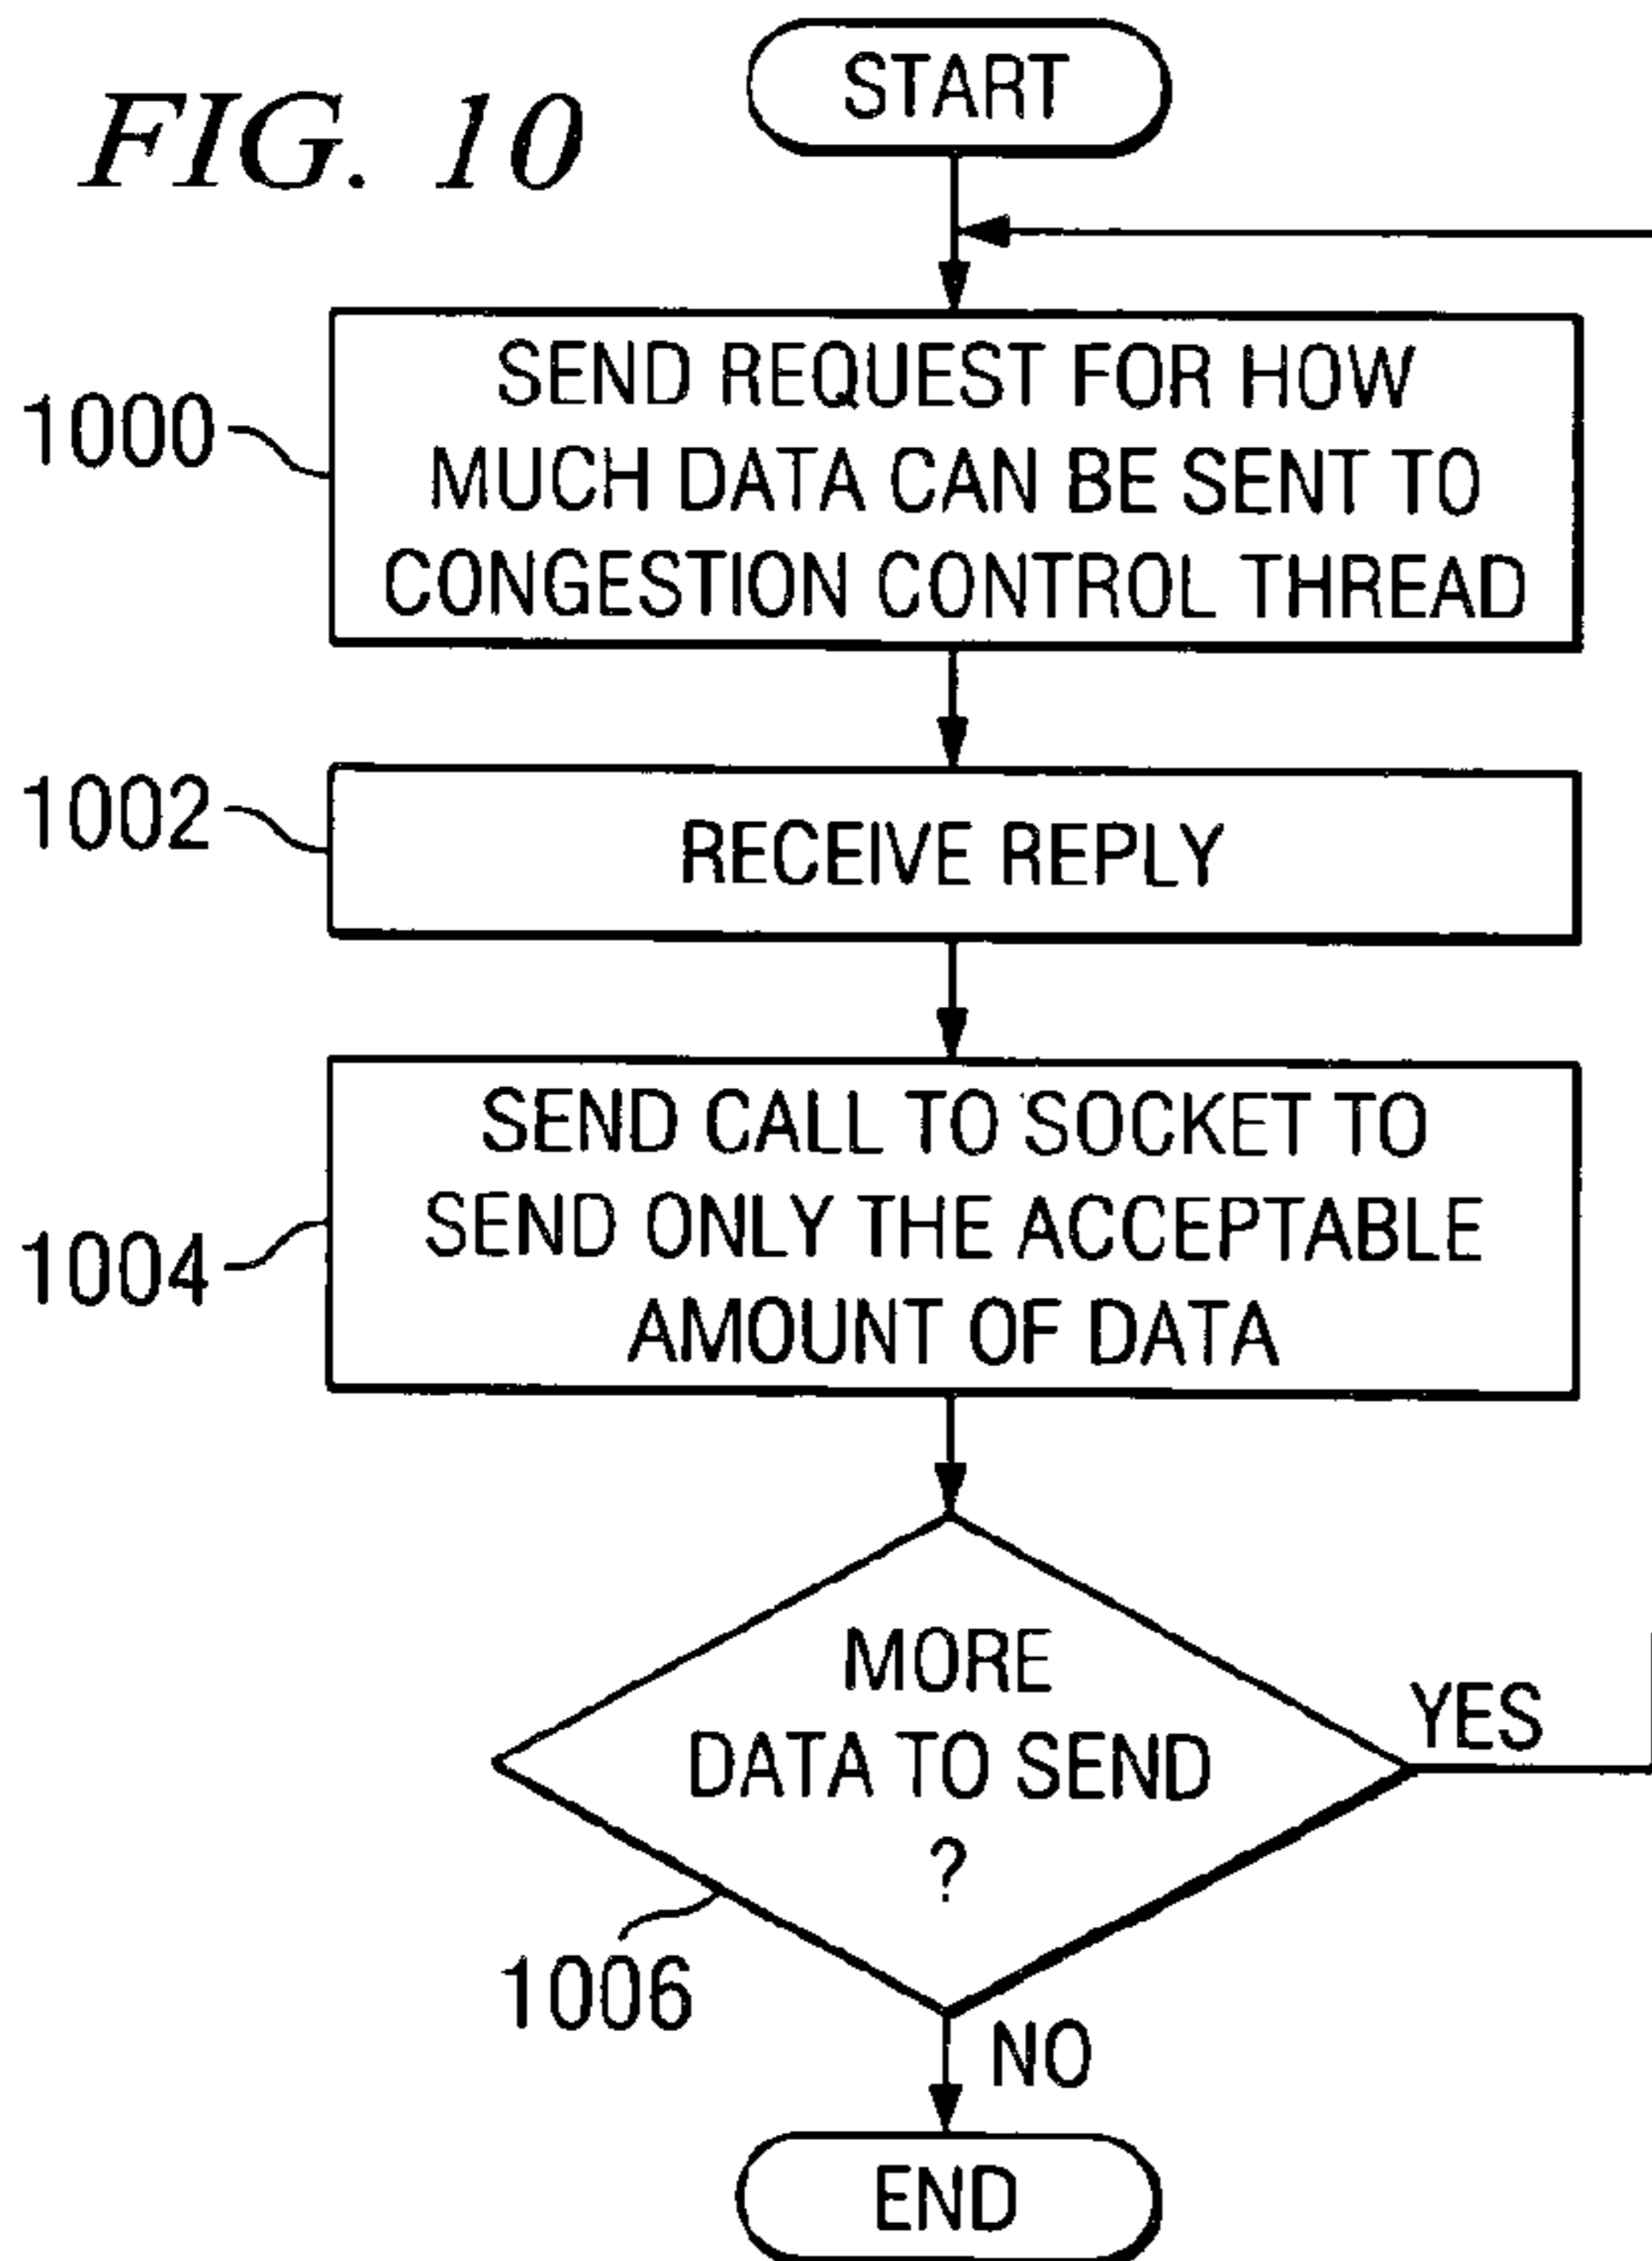 FIG. 10
START
1000
SEND REQUEST FOR HOW
MUCH DATA CAN BE SENT TO
CONGESTION CONTROL THREAD
1002
RECEIVE REPLY
1004
SEND CALL TO SOCKET TO
SEND ONLY THE ACCEPTABLE
AMOUNT OF DATA
MORE
DATA TO SEND
?
YES
1006
NO
END